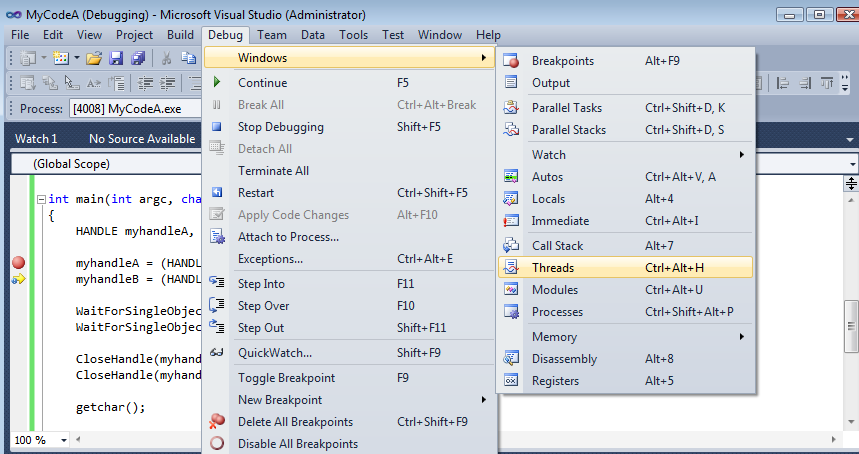 MyCodeA (Debugging) - Microsoft Visual Studio (Administrator)
File Edit View Project Build Debug Team Data Tools Test Window Help
Process: [4008] MyCodeA.exe
Watch 1 No Source Available
(Global Scope)
int main(int argc, cha
{
HANDLE myhandleA,
myhandleA = (HANDL
myhandleB = (HANDL
WaitForSingleObjec
WaitForSingleObjec
CloseHandle(myhand
CloseHandle(myhand
getchar();
100 %
Windows
Continue F5
Break All Ctrl+Alt+Break
Stop Debugging Shift+F5
Detach All
Terminate All
Restart Ctrl+Shift+F5
Apply Code Changes Alt+F10
Attach to Process...
Exceptions... Ctrl+Alt+E
Step Into F11
Step Over F10
Step Out Shift+F11
QuickWatch... Shift+F9
Toggle Breakpoint F9
New Breakpoint
Delete All Breakpoints Ctrl+Shift+F9
Disable All Breakpoints
Breakpoints Alt+F9
Output
Parallel Tasks Ctrl+Shift+D, K
Parallel Stacks Ctrl+Shift+D, S
Watch
Autos Ctrl+Alt+V, A
Locals Alt+4
Immediate Ctrl+Alt+I
Call Stack Alt+7
Threads Ctrl+Alt+H
Modules Ctrl+Alt+U
Processes Ctrl+Shift+Alt+P
Memory
Disassembly Alt+8
Registers Alt+5